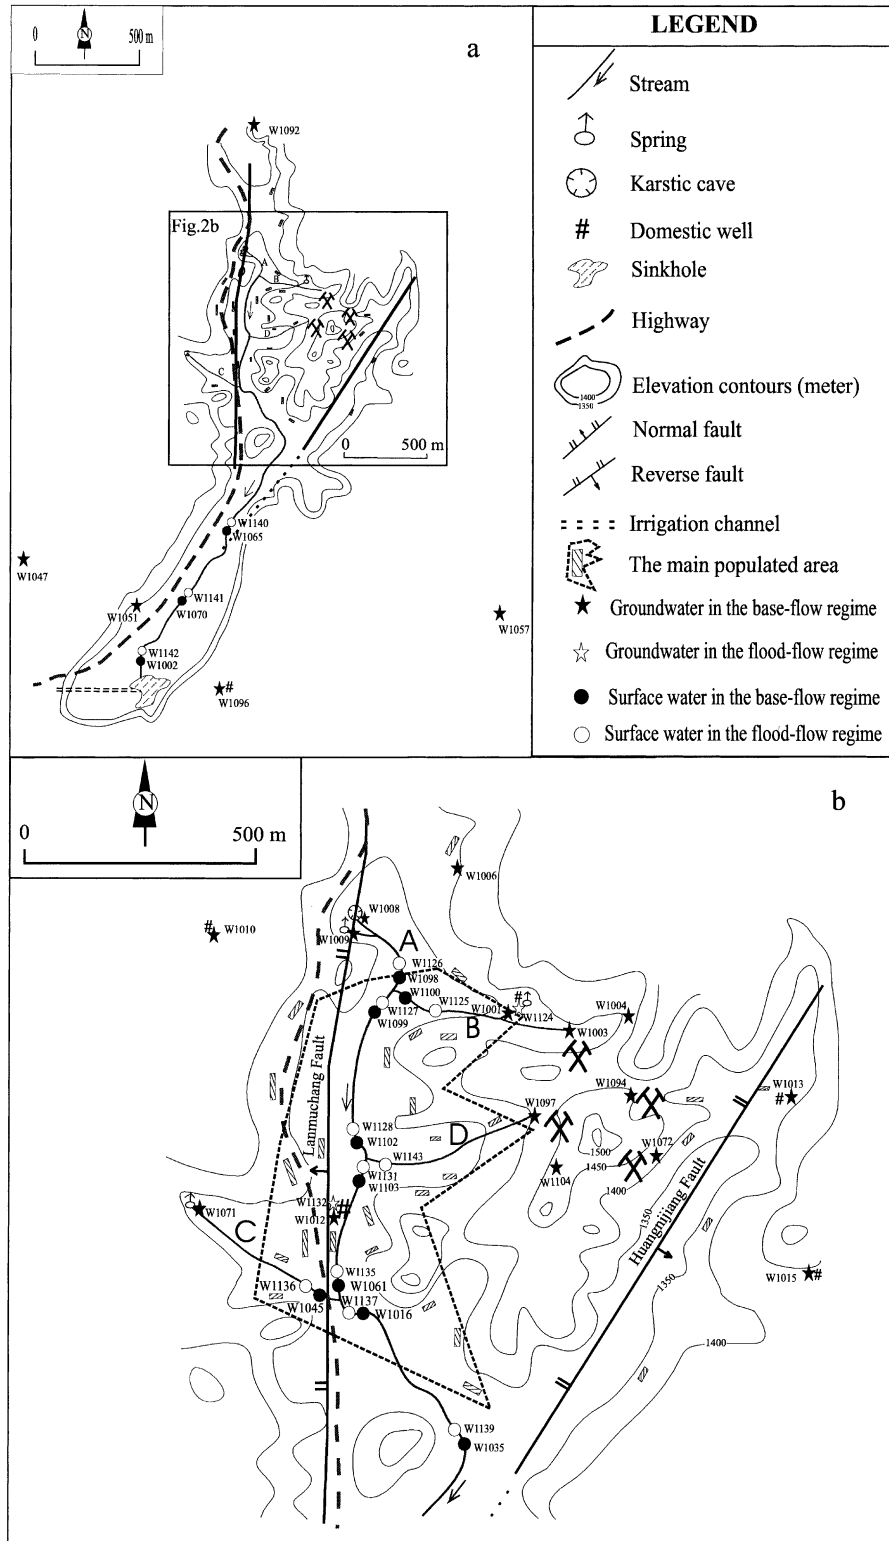 0
N
500 m
a
W1092
Fig.2b
A
B
D
C
0
500 m
W1140
W1065
W1047
W1141
W1070
W1051
W1057
W1142
W1002
#
W1096
LEGEND
Stream
Spring
Karstic cave
# Domestic well
Sinkhole
Highway
1400
1350
Elevation contours (meter)
Normal fault
Reverse fault
Irrigation channel
The main populated area
Groundwater in the base-flow regime
Groundwater in the flood-flow regime
Surface water in the base-flow regime
Surface water in the flood-flow regime
N
0
500 m
b
W1006
W1008
#
W1010
W1009
A
W1126
W1098
W1100
W1125
W1001
#
W1124
W1004
W1127
W1099
B
W1003
W1094
W1013
#
W1097
Lanmuchang Fault
W1128
W1102
D
W1143
1500
1450
1400
W1072
W1104
W1131
W1103
W1132
#
W1012
W1071
C
1350
Huangnijiang Fault
1350
W1015
#
W1135
W1136
W1061
W1045
W1137
W1016
1400
W1139
W1035